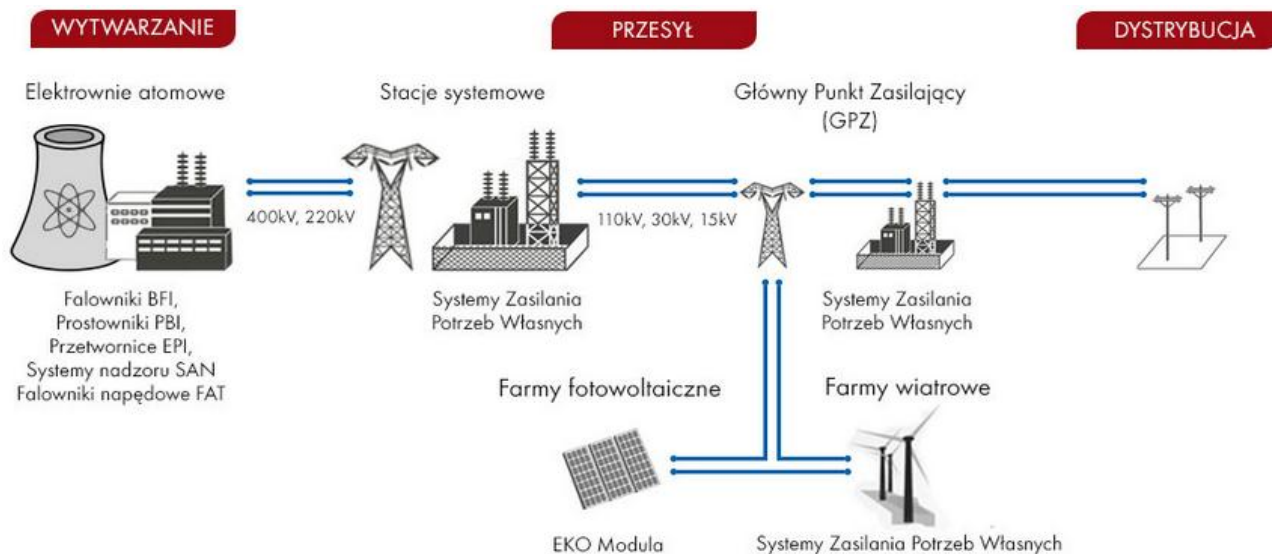 WYTWARZANIE
PRZESYŁ
DYSTRYBUCJA
Elektrownie atomowe
Stacje systemowe
Główny Punkt Zasilający
(GPZ)
400kV, 220kV
110kV, 30kV, 15kV
Falowniki BFI,
Prostowniki PBI,
Przetwornice EPI,
Systemy nadzoru SAN
Falowniki napędowe FAT
Systemy Zasilania
Potrzeb Własnych
Systemy Zasilania
Potrzeb Własnych
Farmy fotowoltaiczne
Farmy wiatrowe
EKO Modula
Systemy Zasilania Potrzeb Własnych